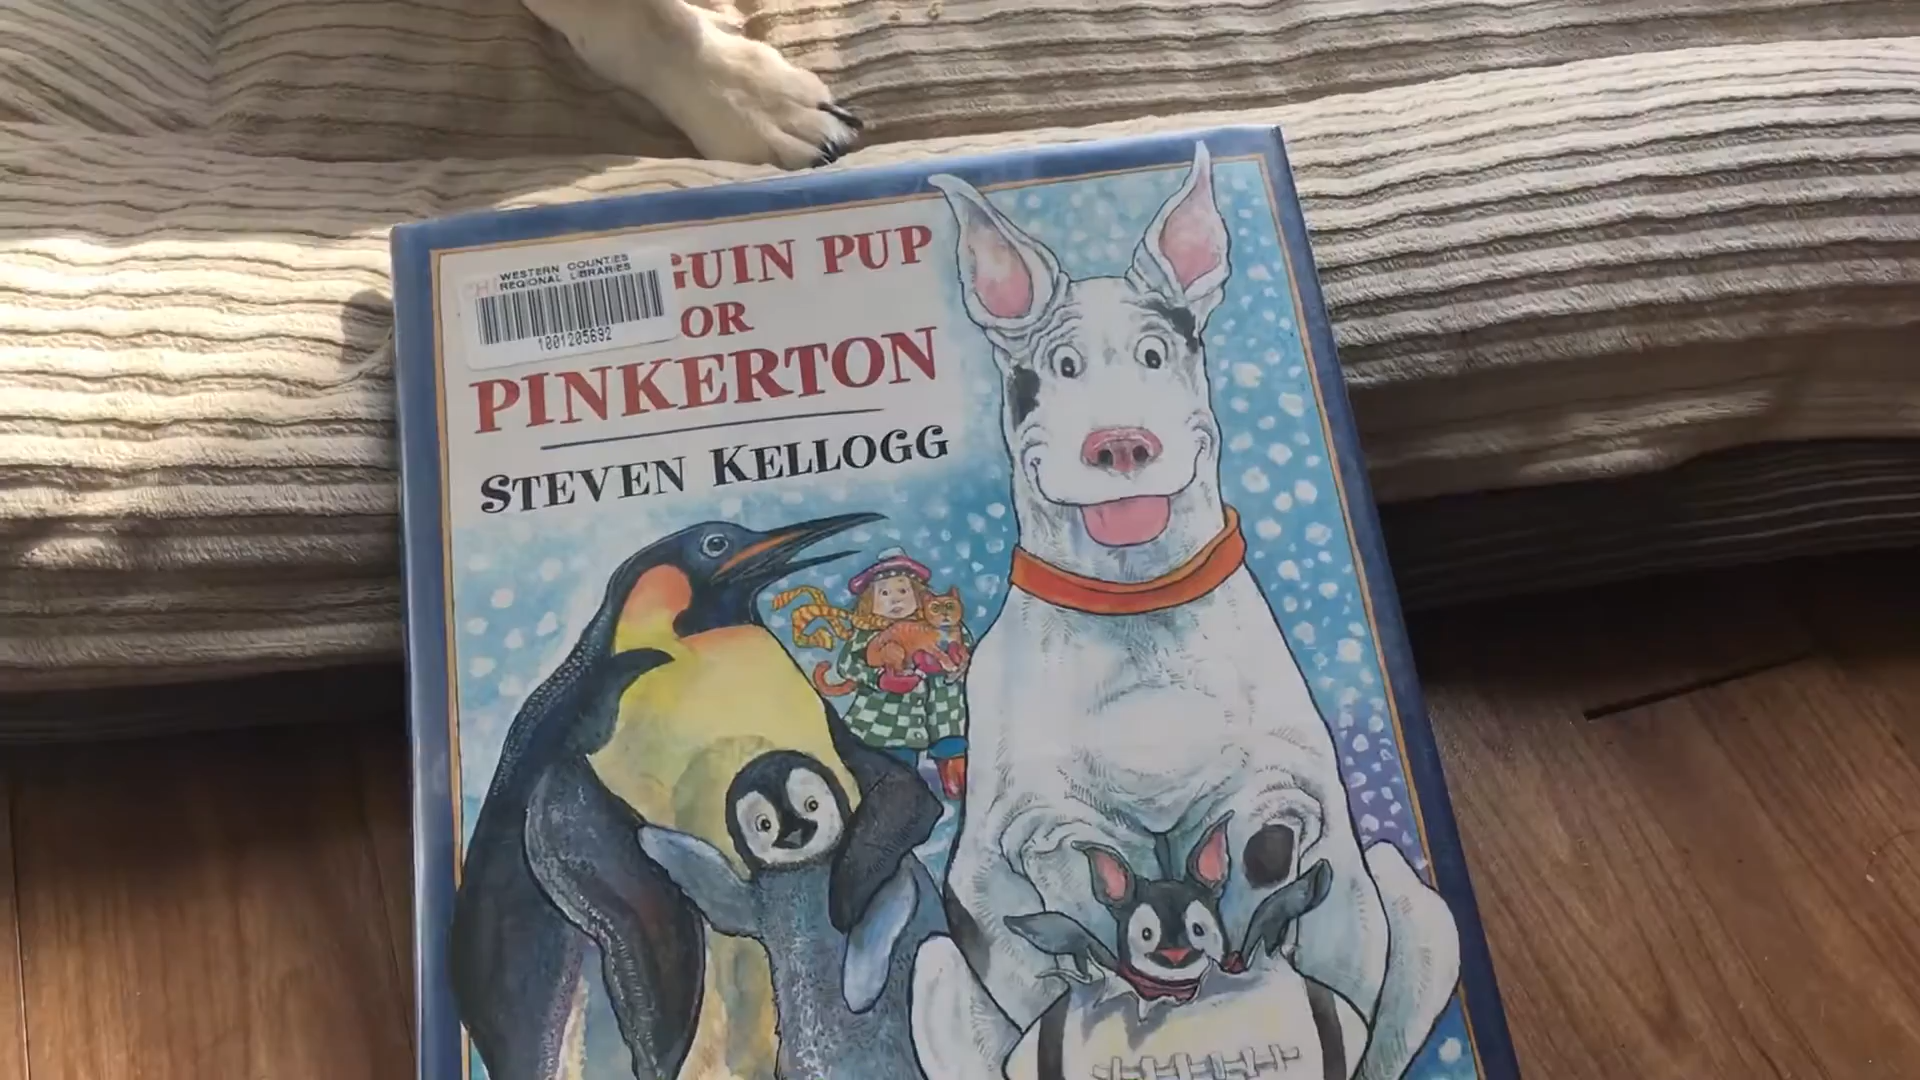 WESTERN COUNTIES
REGIONAL LIBRARIES
1001205692
GUIN PUP
OR
PINKERTON
STEVEN KELLOGG